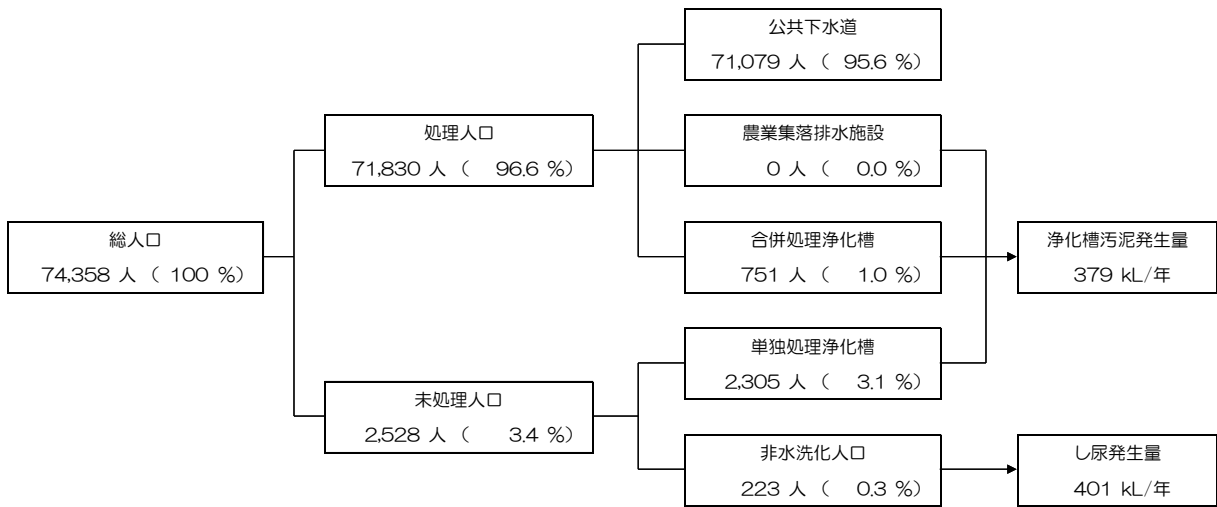 公共下水道
71,079 人 （ 95.6 %）
処理人口
71,830 人 （ 96.6 %）
農業集落排水施設
0 人 （ 0.0 %）
総人口
74,358 人 （ 100 %）
合併処理浄化槽
751 人 （ 1.0 %）
浄化槽汚泥発生量
379 kL/年
単独処理浄化槽
2,305 人 （ 3.1 %）
未処理人口
2,528 人 （ 3.4 %）
非水洗化人口
223 人 （ 0.3 %）
し尿発生量
401 kL/年